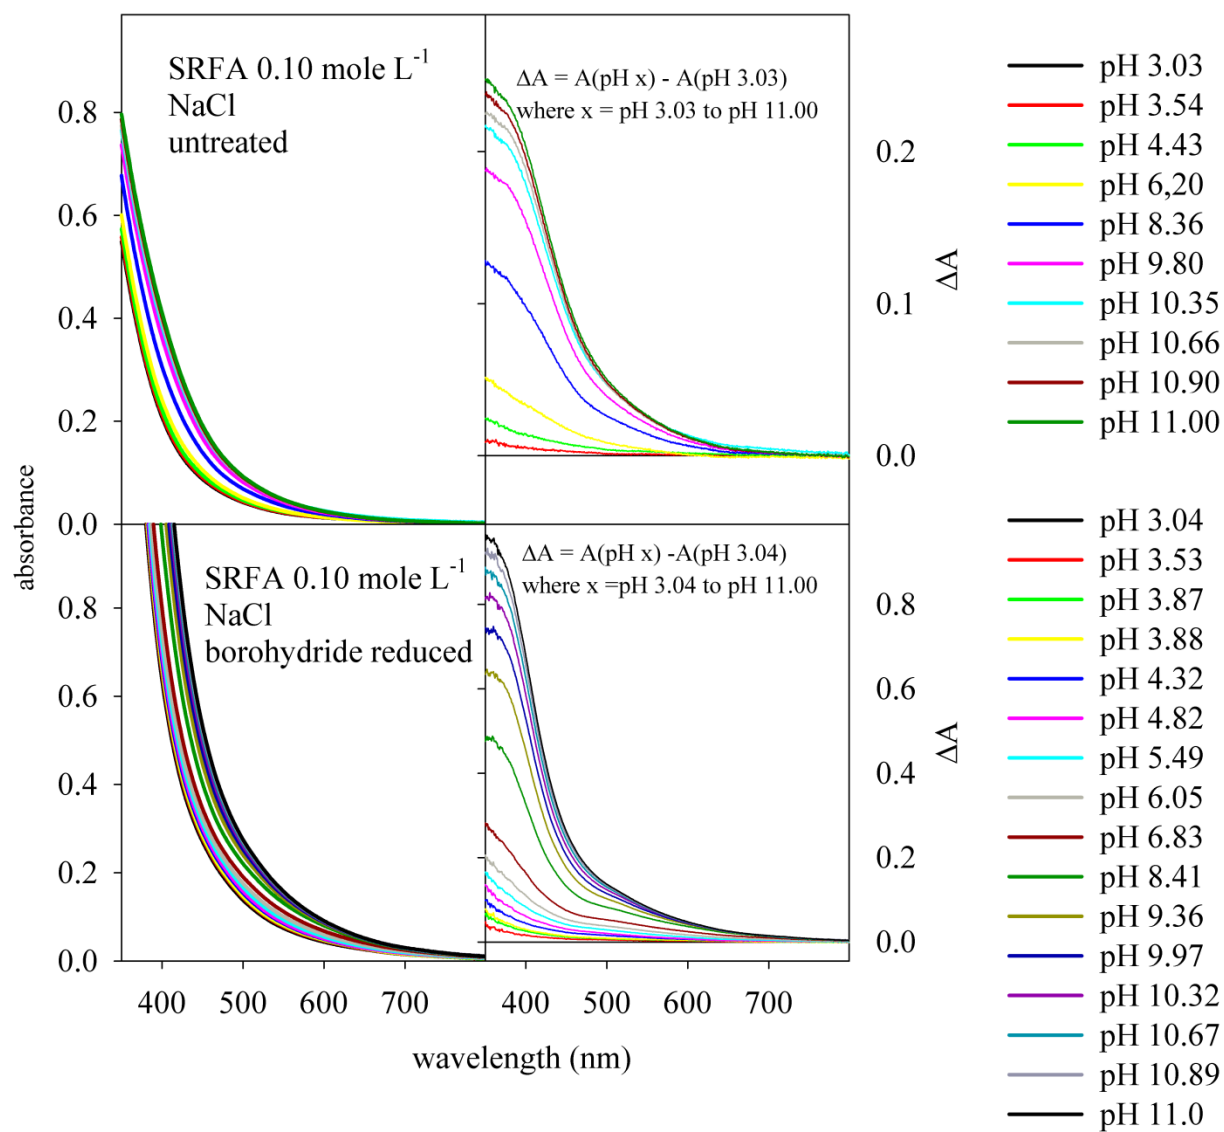 SRFA 0.10 mole L⁻¹
NaCl
untreated
ΔA = A(pH x) - A(pH 3.03)
where x = pH 3.03 to pH 11.00
0.8
0.6
0.4
0.2
0.0
0.2
0.1
0.0
ΔA
absorbance
SRFA 0.10 mole L⁻¹
NaCl
borohydride reduced
ΔA = A(pH x) -A(pH 3.04)
where x =pH 3.04 to pH 11.00
0.8
0.6
0.4
0.2
0.0
0.8
0.6
0.4
0.2
0.0
ΔA
400 500 600 700
400 500 600 700
wavelength (nm)
pH 3.03
pH 3.54
pH 4.43
pH 6,20
pH 8.36
pH 9.80
pH 10.35
pH 10.66
pH 10.90
pH 11.00
pH 3.04
pH 3.53
pH 3.87
pH 3.88
pH 4.32
pH 4.82
pH 5.49
pH 6.05
pH 6.83
pH 8.41
pH 9.36
pH 9.97
pH 10.32
pH 10.67
pH 10.89
pH 11.0